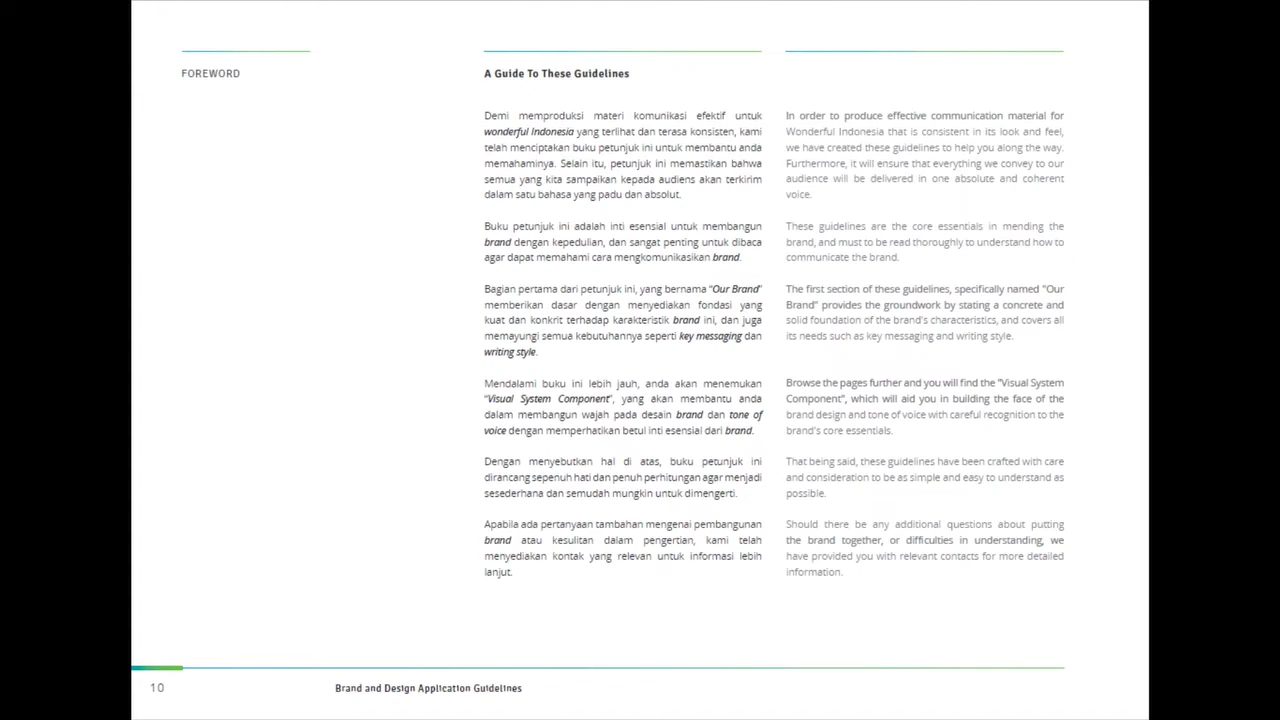 FOREWORD
A Guide To These Guidelines
Demi memproduksi materi komunikasi efektif untuk
wonderful Indonesia yang terlihat dan terasa konsisten, kami
telah menciptakan buku petunjuk ini untuk membantu anda
memahaminya. Selain itu, petunjuk ini memastikan bahwa
semua yang kita sampaikan kepada audiens akan terkirim
dalam satu bahasa yang padu dan absolut.
Buku petunjuk ini adalah inti esensial untuk membangun
brand dengan kepedulian, dan sangat penting untuk dibaca
agar dapat memahami cara mengkomunikasikan brand.
Bagian pertama dari petunjuk ini, yang bernama “Our Brand”
memberikan dasar dengan menyediakan fondasi yang
kuat dan konkrit terhadap karakteristik brand ini, dan juga
memayungi semua kebutuhannya seperti key messaging dan
writing style.
Mendalami buku ini lebih jauh, anda akan menemukan
“Visual System Component”, yang akan membantu anda
dalam membangun wajah pada desain brand dan tone of
voice dengan memperhatikan betul inti esensial dari brand.
Dengan menyebutkan hal di atas, buku petunjuk ini
dirancang sepenuh hati dan penuh perhitungan agar menjadi
sesederhana dan semudah mungkin untuk dimengerti.
Apabila ada pertanyaan tambahan mengenai pembangunan
brand atau kesulitan dalam pengertian, kami telah
menyediakan kontak yang relevan untuk informasi lebih
lanjut.
In order to produce effective communication material for
Wonderful Indonesia that is consistent in its look and feel,
we have created these guidelines to help you along the way.
Furthermore, it will ensure that everything we convey to our
audience will be delivered in one absolute and coherent
voice.
These guidelines are the core essentials in mending the
brand, and must to be read thoroughly to understand how to
communicate the brand.
The first section of these guidelines, specifically named "Our
Brand" provides the groundwork by stating a concrete and
solid foundation of the brand's characteristics, and covers all
its needs such as key messaging and writing style.
Browse the pages further and you will find the "Visual System
Component", which will aid you in building the face of the
brand design and tone of voice with careful recognition to the
brand's core essentials.
That being said, these guidelines have been crafted with care
and consideration to be as simple and easy to understand as
possible.
Should there be any additional questions about putting
the brand together, or difficulties in understanding, we
have provided you with relevant contacts for more detailed
information.
10
Brand and Design Application Guidelines